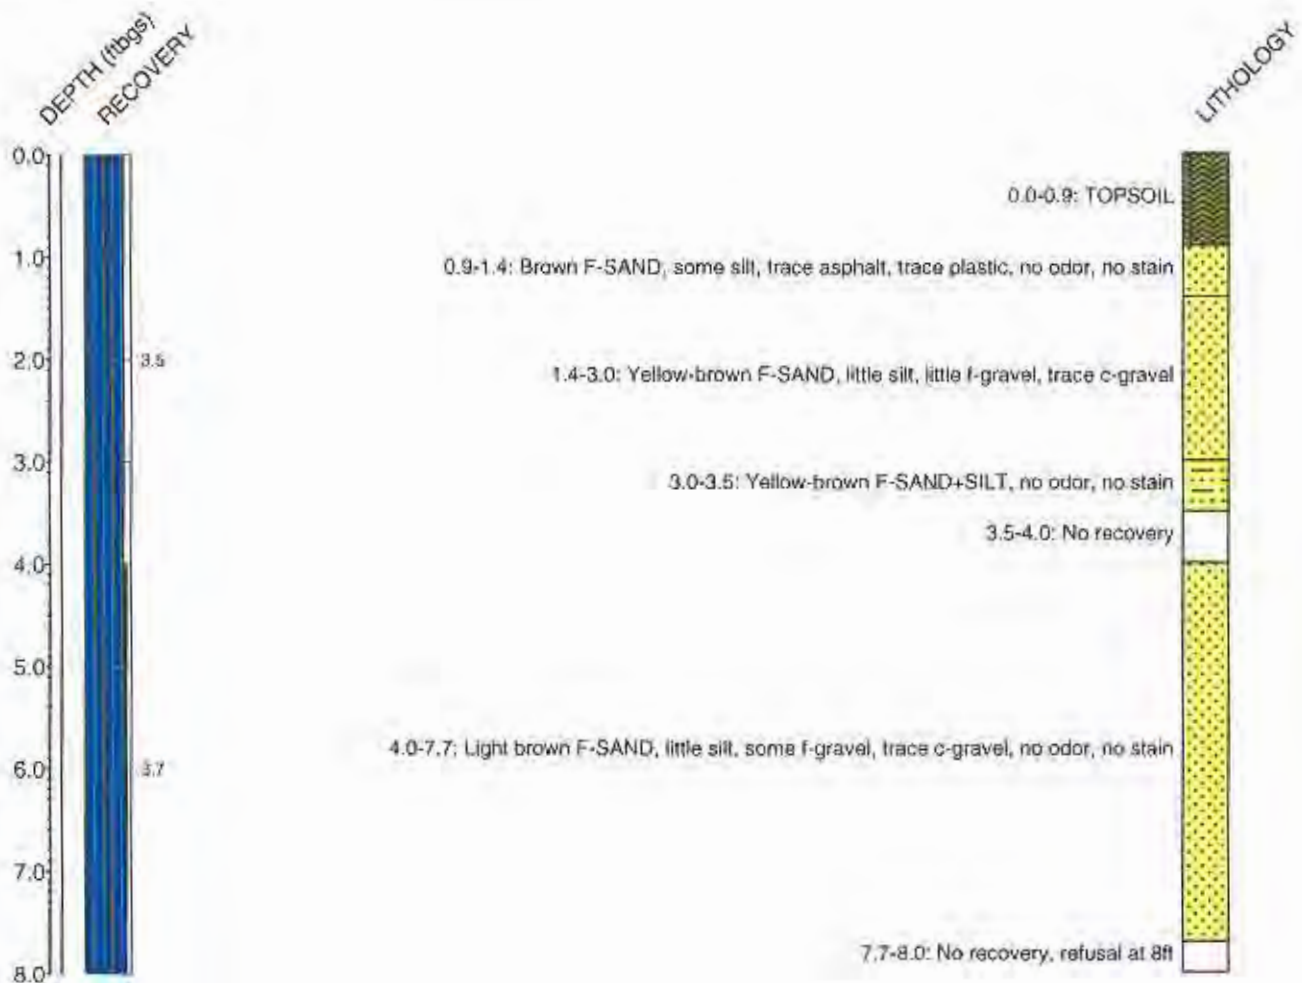 DEPTH (ftbgs)
RECOVERY
LITHOLOGY
0.0
0.0-0.9: TOPSOIL
1.0
0.9-1.4: Brown F-SAND, some silt, trace asphalt, trace plastic, no odor, no stain
2.0
3.5
1.4-3.0: Yellow-brown F-SAND, little silt, little f-gravel, trace c-gravel
3.0
3.0-3.5: Yellow-brown F-SAND+SILT, no odor, no stain
3.5-4.0: No recovery
4.0
5.0
4.0-7.7: Light brown F-SAND, little silt, some f-gravel, trace c-gravel, no odor, no stain
6.0
3.7
7.0
7.7-8.0: No recovery, refusal at 8ft
8.0